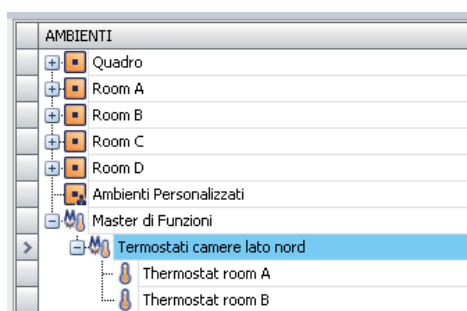 AMBIENTI
Quadro
Room A
Room B
Room C
Room D
Ambienti Personalizzati
Master di Funzioni
Termostati camere lato nord
Thermostat room A
Thermostat room B